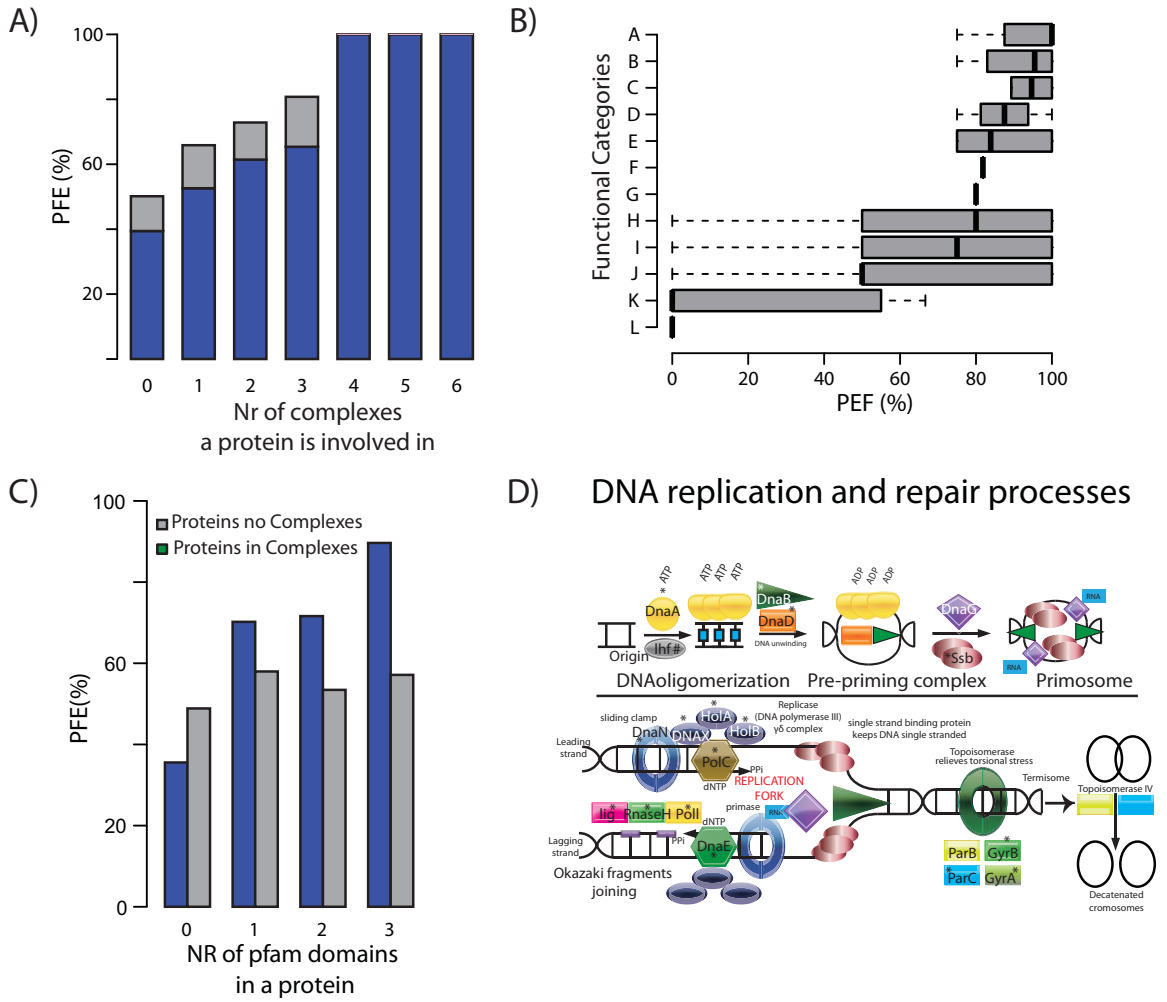 A)
100
60
20
PFE (%)
0 1 2 3 4 5 6
Nr of complexes
a protein is involved in
B)
Functional Categories
A
B
C
D
E
F
G
H
I
J
K
L
0 20 40 60 80 100
PEF (%)
C)
100
60
20
0
PFE(%)
Proteins no Complexes
Proteins in Complexes
0 1 2 3
NR of pfam domains
in a protein
D) DNA replication and repair processes
ATP
*
DnaA
Ihf#
Origin
ATP ATP ATP
*
DnaB
DnaD*
DNA unwinding
ADP ADP ADP
DnaG
*Ssb
RNA
RNA
DNAoligomerization Pre-priming complex Primosome
sliding clamp
DnaN
*
DNAX
*
HolA
*
HolB
*
Replicase
(DNA polymerase III)
γδ complex
single strand binding protein
keeps DNA single stranded
Leading
strand
*
PolC
dNTP
PPi
REPLICATION
FORK
primase
RNA
Topoisomerase
relieves torsional stress
Termisome
Topoisomerase IV
lig* RnaseH* PolI*
dNTP
PPi
DnaE
*
Lagging
strand
Okazaki fragments
joining
ParB GyrB*
*ParC GyrA*
Decatenated
cromosomes